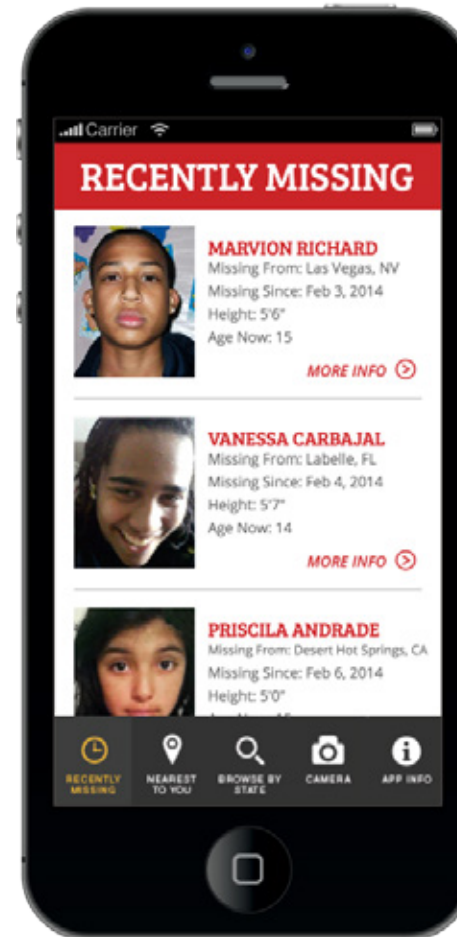 Carrier
RECENTLY MISSING
MARVION RICHARD
Missing From: Las Vegas, NV
Missing Since: Feb 3, 2014
Height: 5'6"
Age Now: 15
MORE INFO
VANESSA CARBAJAL
Missing From: Labelle, FL
Missing Since: Feb 4, 2014
Height: 5'7"
Age Now: 14
MORE INFO
PRISCILA ANDRADE
Missing From: Desert Hot Springs, CA
Missing Since: Feb 6, 2014
Height: 5'0"
RECENTLY
MISSING
NEAREST
TO YOU
BROWSE BY
STATE
CAMERA
APP INFO